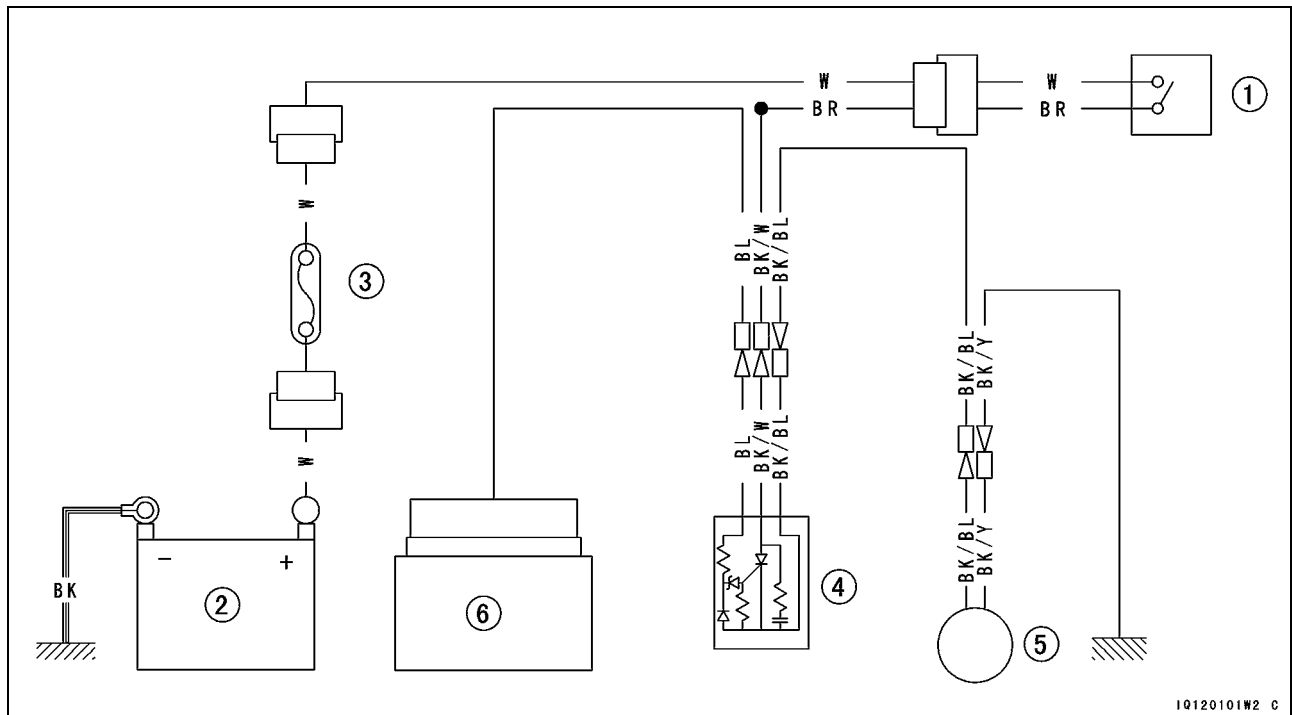 W W
BR BR
①
W
③
BL BK/W BK/BL
BL BK/W BK/BL
BK/BL BK/Y
BK/BL BK/Y
W
− +
BK
②
⑥
④
⑤
IQ120101W2 C